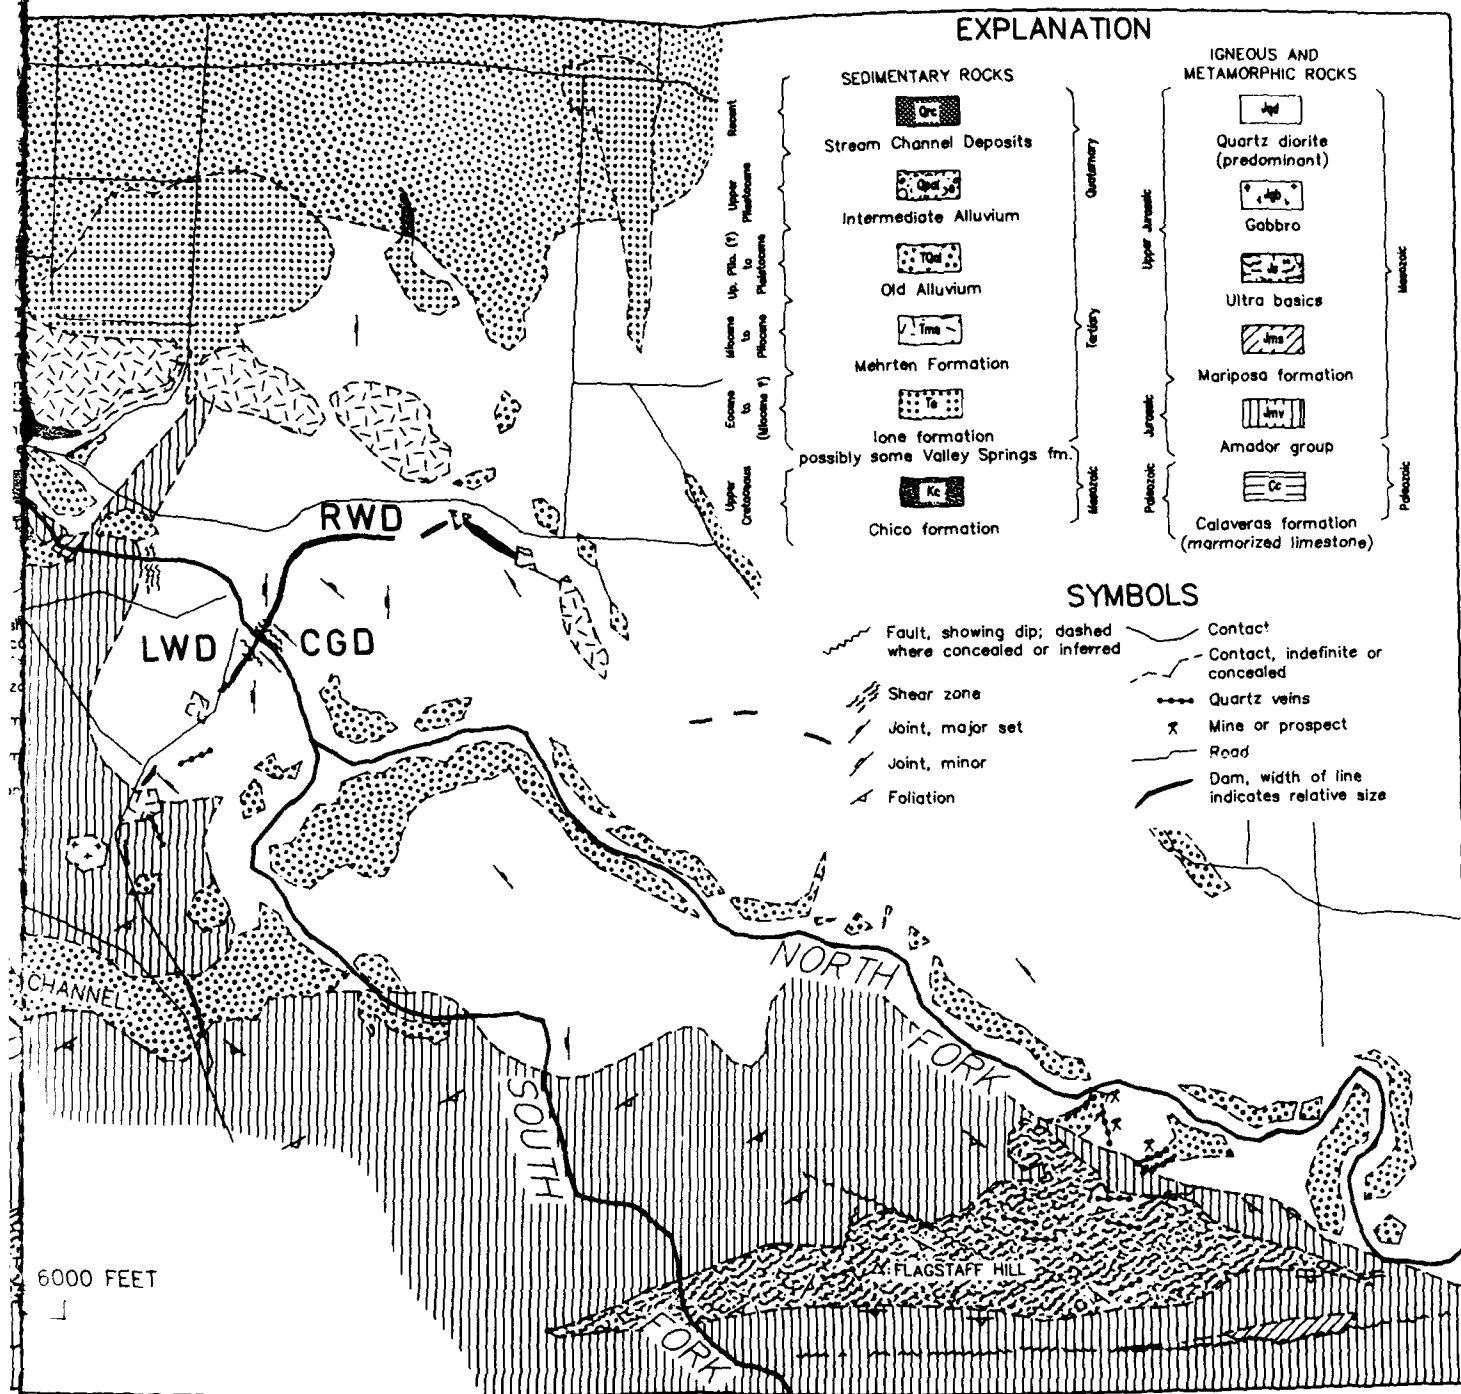 EXPLANATION
SEDIMENTARY ROCKS
IGNEOUS AND
METAMORPHIC ROCKS
Recent
Upper
Pleistocene
Up. Plio. (?)
to
Pleistocene
Miocene
to
Pliocene
Eocene
to
(Miocene ?)
Upper
Cretaceous
Qrc
Stream Channel Deposits
Qpal
Intermediate Alluvium
TQal
Old Alluvium
Tme
Mehrten Formation
Te
Ione formation
possibly some Valley Springs fm.
Kc
Chico formation
Quaternary
Tertiary
Mesozoic
Upper Jurassic
Jurassic
Paleozoic
Jqd
Quartz diorite
(predominant)
Jgb
Gabbro
Ultra basics
Jms
Mariposa formation
Jmv
Amador group
Cc
Calaveras formation
(marmorized limestone)
Mesozoic
Paleozoic
SYMBOLS
Fault, showing dip; dashed
where concealed or inferred
Shear zone
Joint, major set
Joint, minor
Foliation
Contact
Contact, indefinite or
concealed
Quartz veins
Mine or prospect
Road
Dam, width of line
indicates relative size
RWD
LWD
CGD
CHANNEL
NORTH
FORK
SOUTH
FORK
FLAGSTAFF HILL
6000 FEET